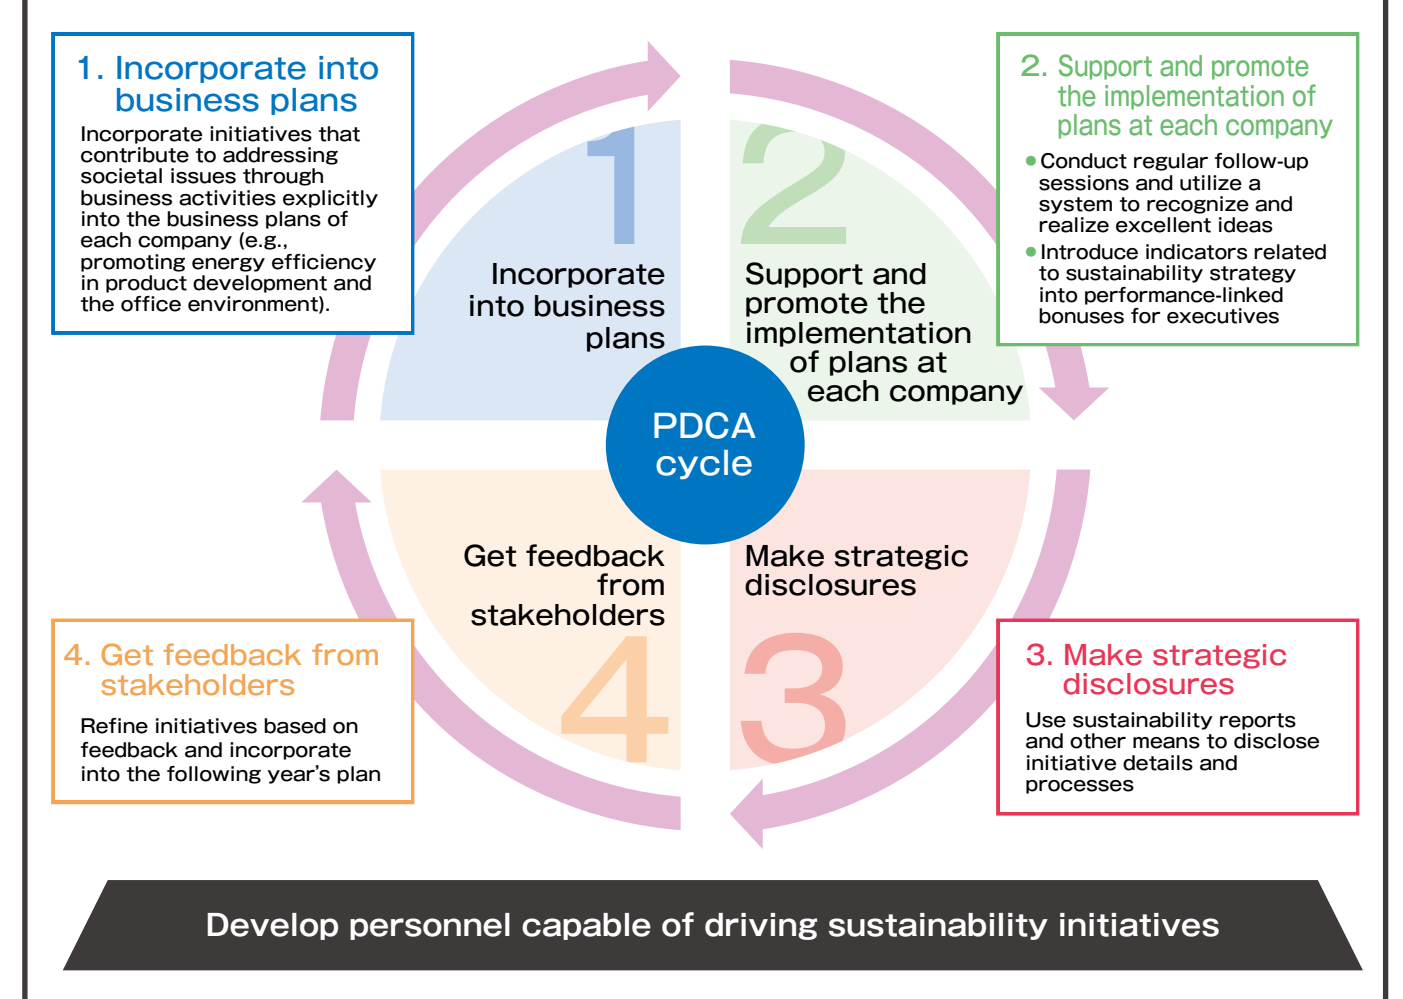 1. Incorporate into
business plans
Incorporate initiatives that
contribute to addressing
societal issues through
business activities explicitly
into the business plans of
each company (e.g.,
promoting energy efficiency
in product development and
the office environment).
1
Incorporate
into business
plans
2
Support and
promote the
implementation
of plans at
each company
2. Support and promote
the implementation of
plans at each company
● Conduct regular follow-up
sessions and utilize a
system to recognize and
realize excellent ideas
● Introduce indicators related
to sustainability strategy
into performance-linked
bonuses for executives
PDCA
cycle
Get feedback
from
stakeholders
4
Make strategic
disclosures
3
4. Get feedback from
stakeholders
Refine initiatives based on
feedback and incorporate
into the following year's plan
3. Make strategic
disclosures
Use sustainability reports
and other means to disclose
initiative details and
processes
Develop personnel capable of driving sustainability initiatives